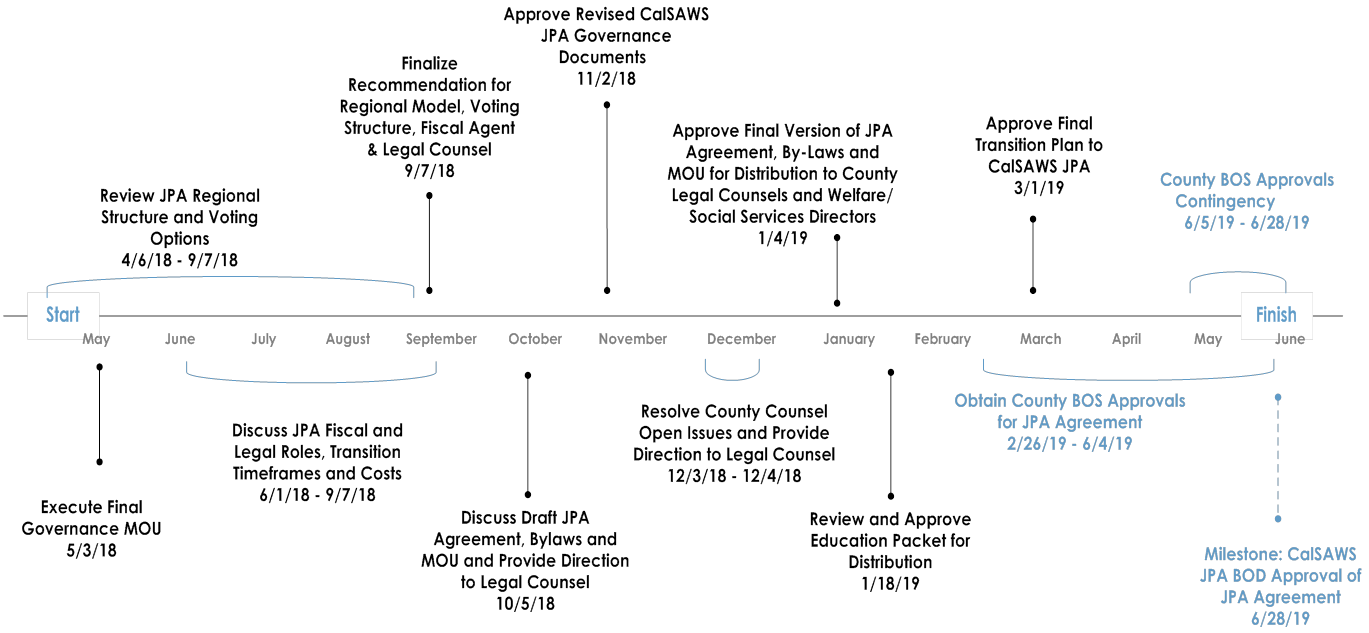 Approve Revised CalSAWS
JPA Governance
Documents
11/2/18
Finalize
Recommendation for
Regional Model, Voting
Structure, Fiscal Agent
& Legal Counsel
9/7/18
Approve Final Version of JPA
Agreement, By-Laws and
MOU for Distribution to County
Legal Counsels and Welfare/
Social Services Directors
1/4/19
Approve Final
Transition Plan to
CalSAWS JPA
3/1/19
County BOS Approvals
Contingency
6/5/19 - 6/28/19
Review JPA Regional
Structure and Voting
Options
4/6/18 - 9/7/18
Start
Finish
May
June
July
August
September
October
November
December
January
February
March
April
May
June
Execute Final
Governance MOU
5/3/18
Discuss JPA Fiscal and
Legal Roles, Transition
Timeframes and Costs
6/1/18 - 9/7/18
Discuss Draft JPA
Agreement, Bylaws and
MOU and Provide Direction
to Legal Counsel
10/5/18
Resolve County Counsel
Open Issues and Provide
Direction to Legal Counsel
12/3/18 - 12/4/18
Review and Approve
Education Packet for
Distribution
1/18/19
Obtain County BOS Approvals
for JPA Agreement
2/26/19 - 6/4/19
Milestone: CalSAWS
JPA BOD Approval of
JPA Agreement
6/28/19